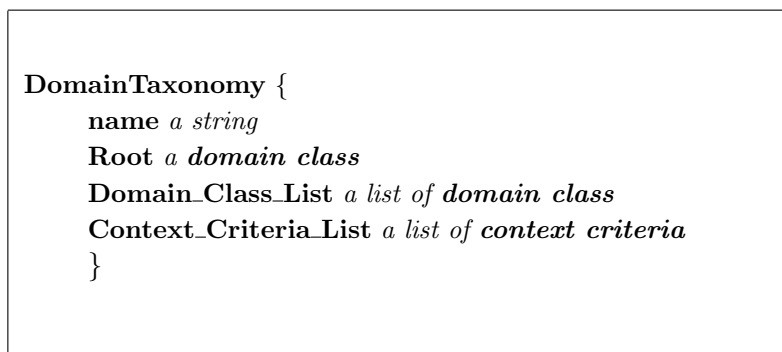 DomainTaxonomy {
name a string
Root a domain class
Domain_Class_List a list of domain class
Context_Criteria_List a list of context criteria
}